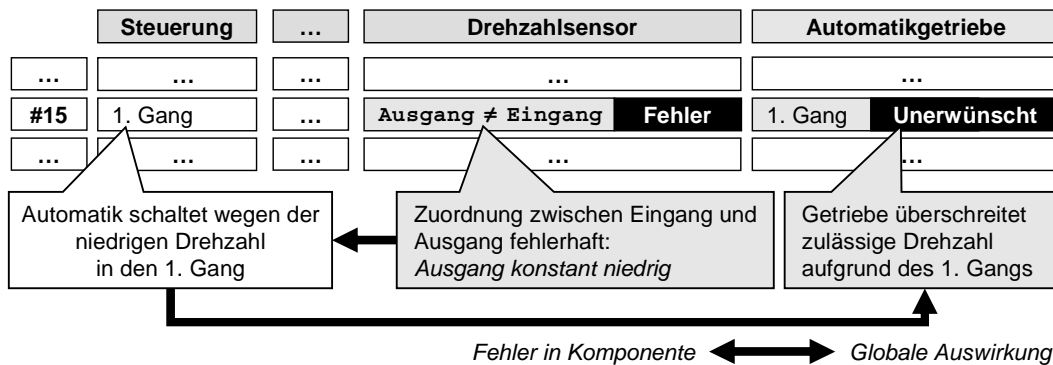 Steuerung … Drehzahlsensor Automatikgetriebe
… … … … …
#15 1. Gang … Ausgang ≠ Eingang Fehler 1. Gang Unerwünscht
… … … … …
Automatik schaltet wegen der
niedrigen Drehzahl
in den 1. Gang
Zuordnung zwischen Eingang und
Ausgang fehlerhaft:
Ausgang konstant niedrig
Getriebe überschreitet
zulässige Drehzahl
aufgrund des 1. Gangs
Fehler in Komponente Globale Auswirkung